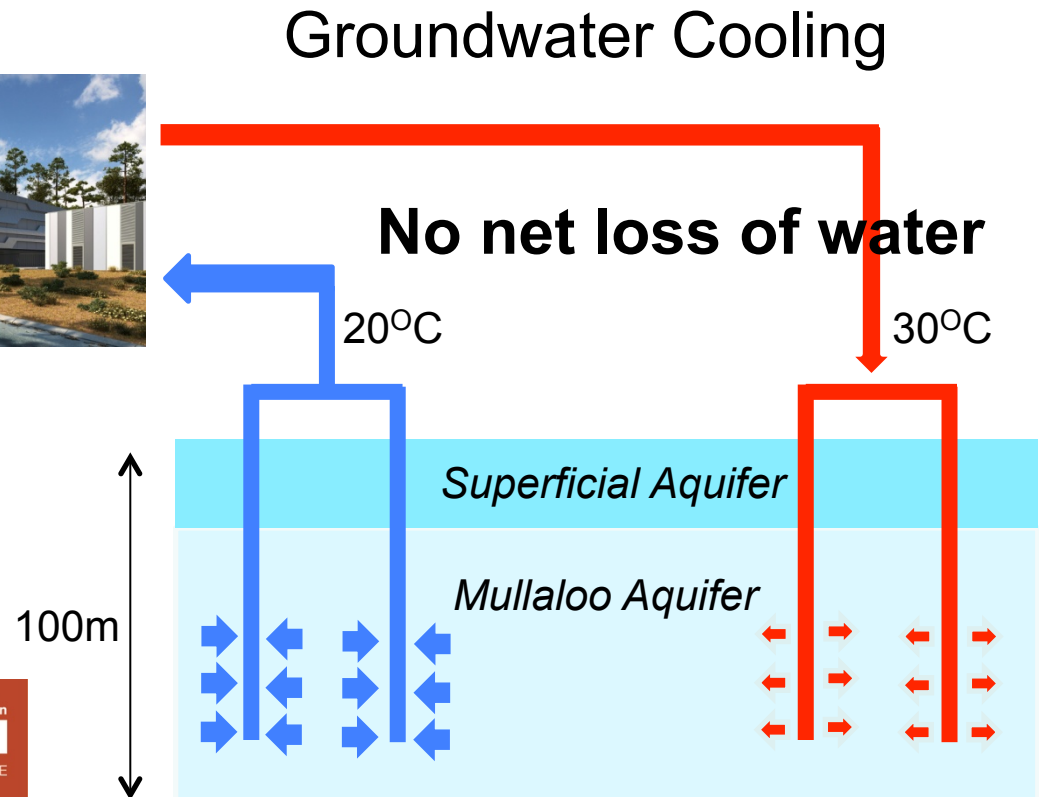 Groundwater Cooling
No net loss of water
20ᴼC
30ᴼC
Superficial Aquifer
Mullaloo Aquifer
100m
n
E